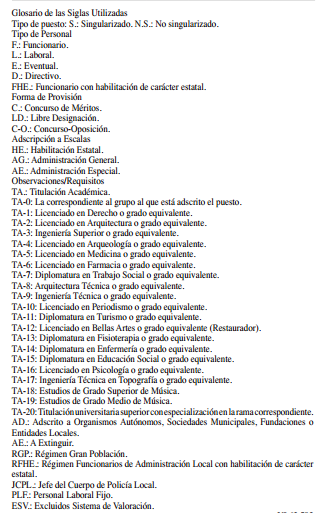 Glosario de las Siglas Utilizadas
Tipo de puesto: S.: Singularizado. N.S.: No singularizado.
Tipo de Personal
F.: Funcionario.
L.: Laboral.
E.: Eventual.
D.: Directivo.
FHE.: Funcionario con habilitación de carácter estatal.
Forma de Provisión
C.: Concurso de Méritos.
LD.: Libre Designación.
C-O.: Concurso-Oposición.
Adscripción a Escalas
HE.: Habilitación Estatal.
AG.: Administración General.
AE.: Administración Especial.
Observaciones/Requisitos
TA.: Titulación Académica.
TA-0: La correspondiente al grupo al que está adscrito el puesto.
TA-1: Licenciado en Derecho o grado equivalente.
TA-2: Licenciado en Arquitectura o grado equivalente.
TA-3: Ingeniería Superior o grado equivalente.
TA-4: Licenciado en Arqueología o grado equivalente.
TA-5: Licenciado en Medicina o grado equivalente.
TA-6: Licenciado en Farmacia o grado equivalente.
TA-7: Diplomatura en Trabajo Social o grado equivalente.
TA-8: Arquitectura Técnica o grado equivalente.
TA-9: Ingeniería Técnica o grado equivalente.
TA-10: Licenciado en Periodismo o grado equivalente.
TA-11: Diplomatura en Turismo o grado equivalente.
TA-12: Licenciado en Bellas Artes o grado equivalente (Restaurador).
TA-13: Diplomatura en Fisioterapia o grado equivalente.
TA-14: Diplomatura en Enfermería o grado equivalente.
TA-15: Diplomatura en Educación Social o grado equivalente.
TA-16: Licenciado en Psicología o grado equivalente.
TA-17: Ingeniería Técnica en Topografía o grado equivalente.
TA-18: Estudios de Grado Superior de Música.
TA-19: Estudios de Grado Medio de Música.
TA-20: Titulación universitaria superior con especialización en la rama correspondiente.
AD.: Adscrito a Organismos Autónomos, Sociedades Municipales, Fundaciones o
Entidades Locales.
AE.: A Extinguir.
RGP.: Régimen Gran Población.
RFHE.: Régimen Funcionarios de Administración Local con habilitación de carácter
estatal.
JCPL.: Jefe del Cuerpo de Policía Local.
PLF.: Personal Laboral Fijo.
ESV.: Excluidos Sistema de Valoración.